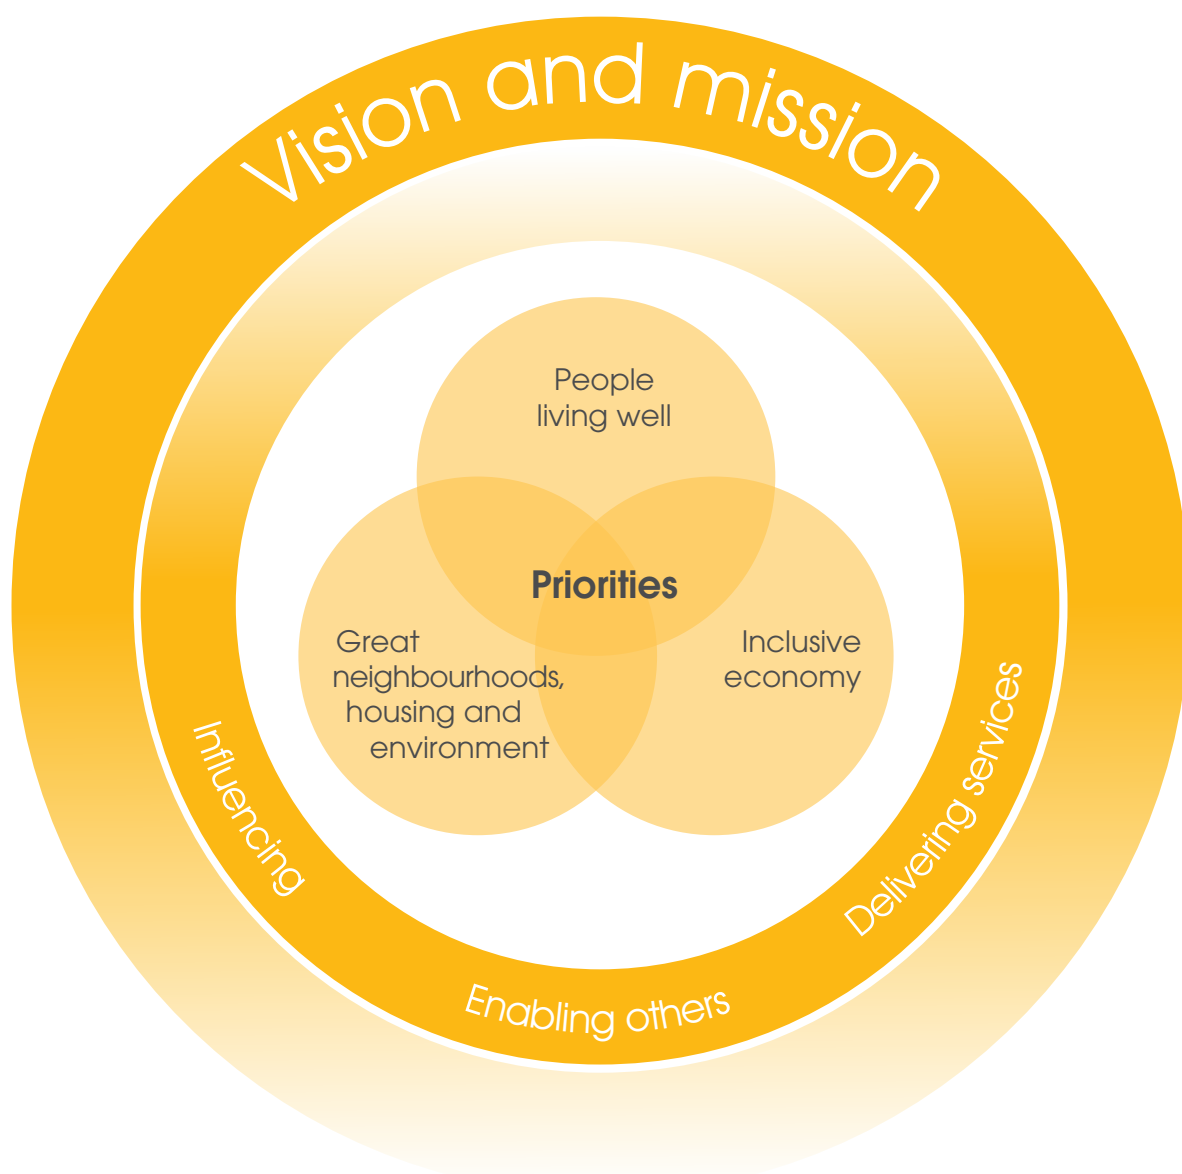 Vision and mission
People
living well
Priorities
Great
neighbourhoods,
housing and
environment
Inclusive
economy
Influencing
Enabling others
Delivering services